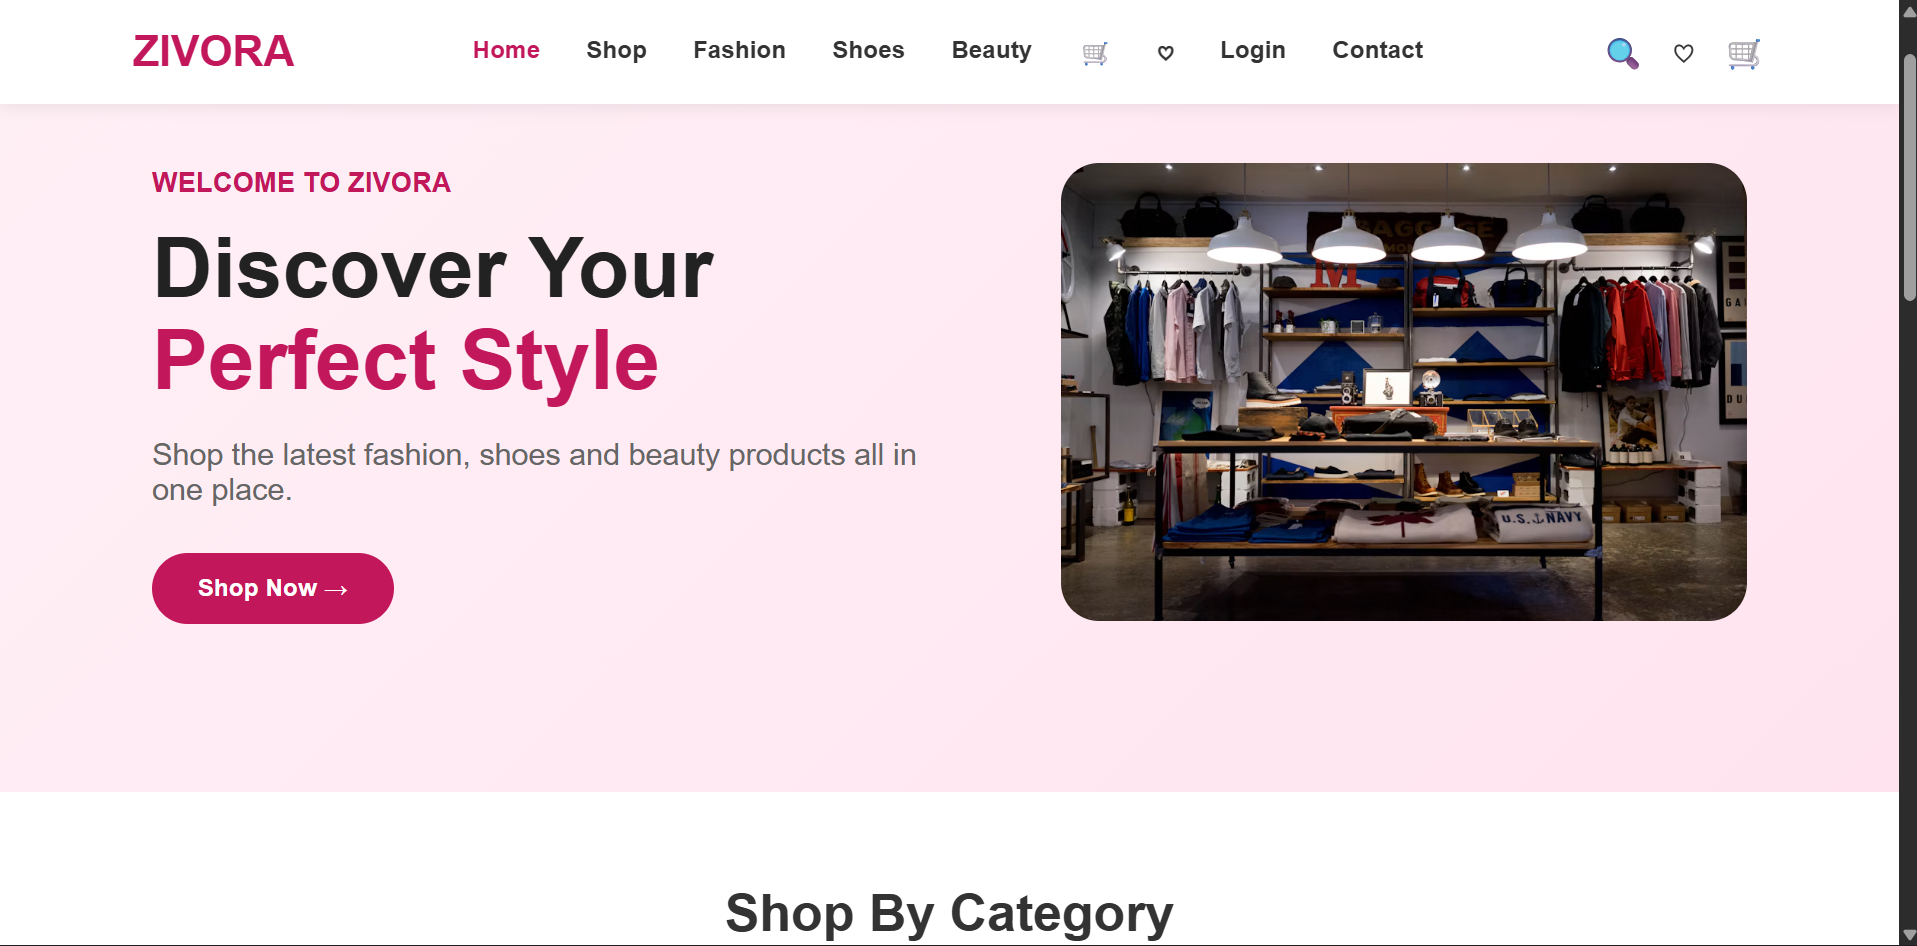 ZIVORA
Home Shop Fashion Shoes Beauty Login Contact
WELCOME TO ZIVORA
Discover Your
Perfect Style
Shop the latest fashion, shoes and beauty products all in
one place.
Shop Now →
BAGGAGE
M
U.S. NAVY
Shop By Category